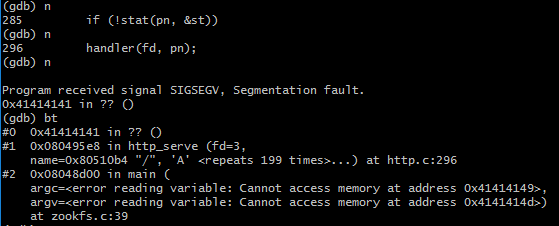 (gdb) n
285 if (!stat(pn, &st))
(gdb) n
296 handler(fd, pn);
(gdb) n
Program received signal SIGSEGV, Segmentation fault.
0x41414141 in ?? ()
(gdb) bt
#0 0x41414141 in ?? ()
#1 0x080495e8 in http_serve (fd=3,
name=0x80510b4 "/", 'A' <repeats 199 times>...) at http.c:296
#2 0x08048d00 in main (
argc=<error reading variable: Cannot access memory at address 0x41414149>,
argv=<error reading variable: Cannot access memory at address 0x4141414d>)
at zookfs.c:39